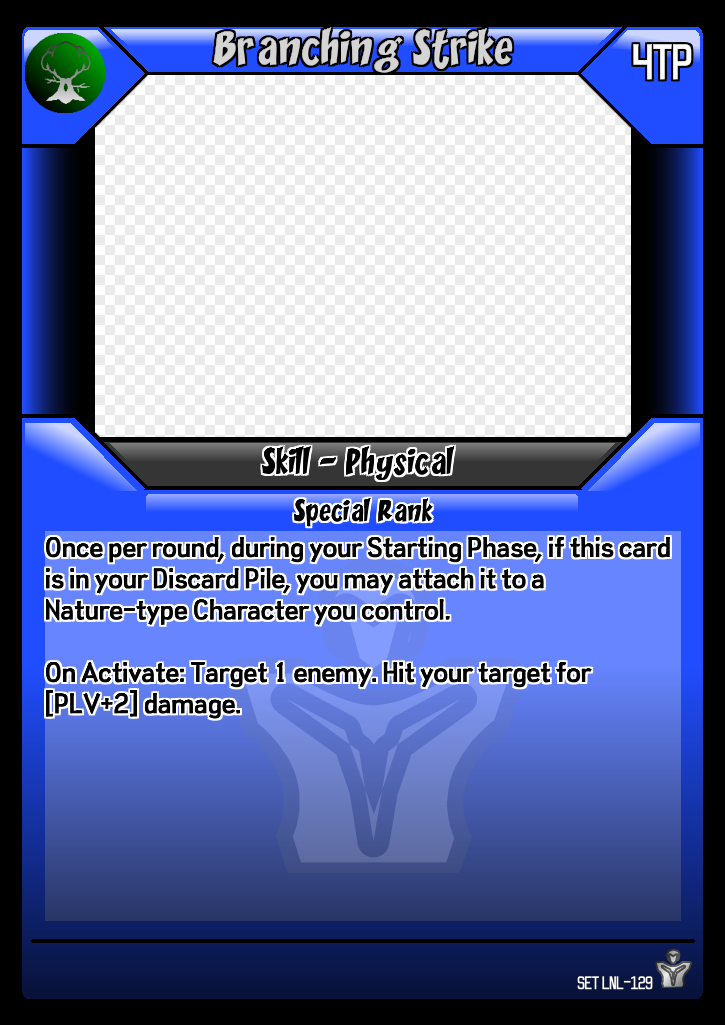 Branching Strike
4TP
Skill - Physical
Special Rank
Once per round, during your Starting Phase, if this card
is in your Discard Pile, you may attach it to a
Nature-type Character you control.
On Activate: Target 1 enemy. Hit your target for
[PLV+2] damage.
SET LNL-129